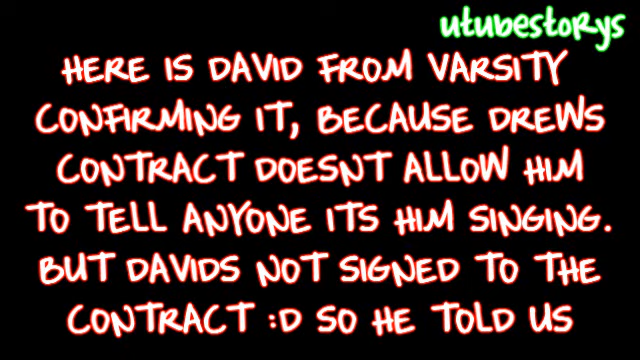 utubestorys
HERE IS DAVID FROM VARSITY
CONFIRMING IT, BECAUSE DREWS
CONTRACT DOESNT ALLOW HIM
TO TELL ANYONE ITS HIM SINGING.
BUT DAVIDS NOT SIGNED TO THE
CONTRACT :D SO HE TOLD US